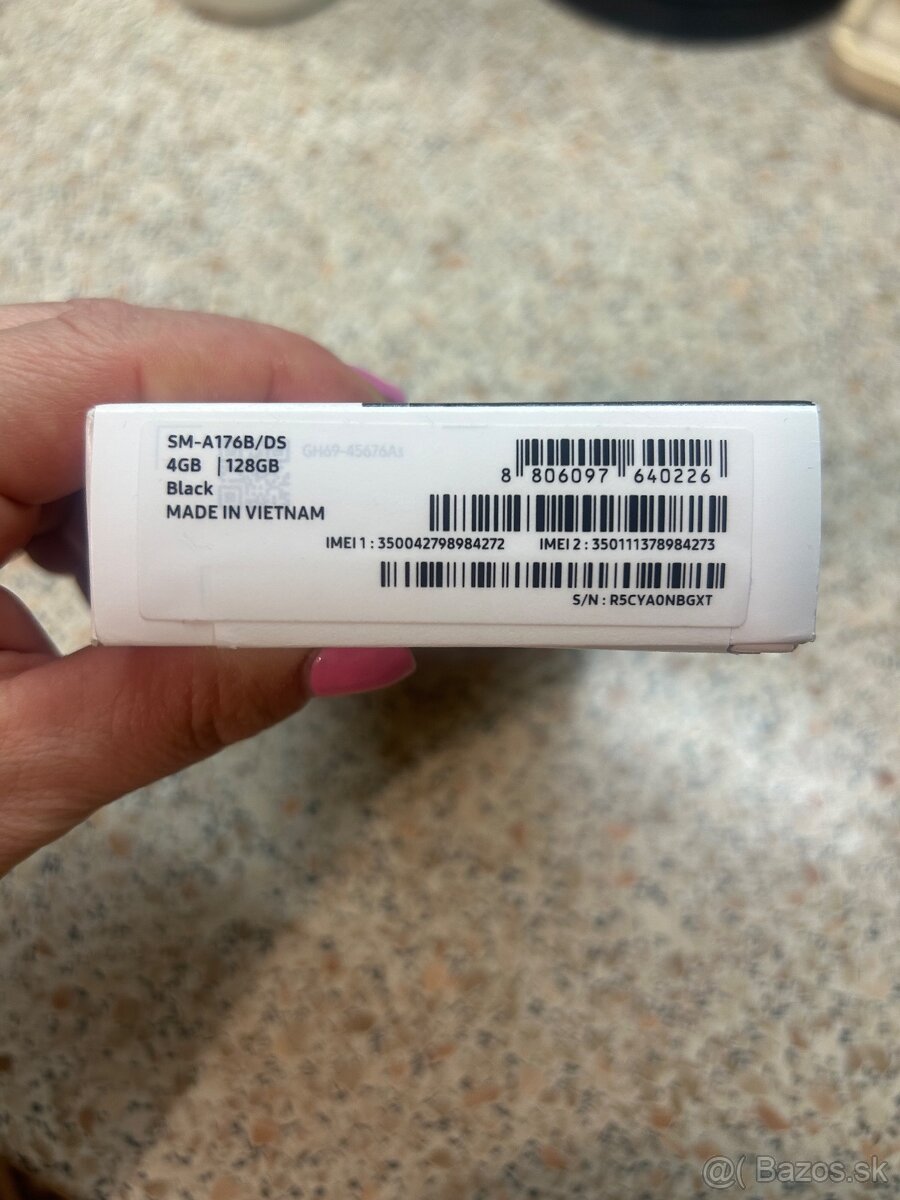 SM-A176B/DS
GH69-45676A
4GB | 128GB
Black
MADE IN VIETNAM
8 806097 640226
IMEI 1 : 350042798984272 IMEI 2 : 350111378984273
S/N : R5CYA0NBGXT
@( Bazos.sk